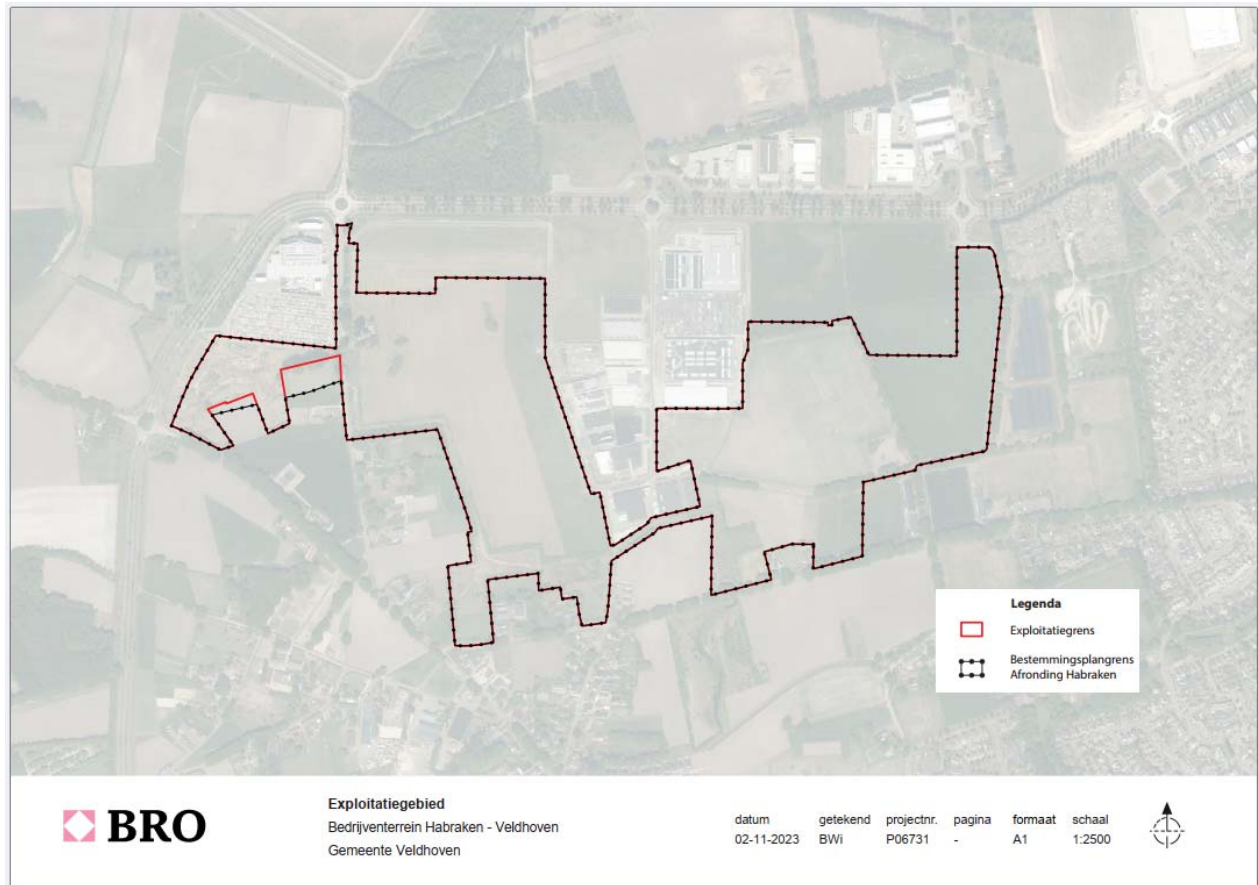 Legenda
Exploitatiegrens
Bestemmingsplangrens
Afronding Habraken
BRO
Exploitatiegebied
Bedrijventerrein Habraken - Veldhoven
Gemeente Veldhoven
datum getekend projectnr. pagina formaat schaal
02-11-2023 BWi P06731 - A1 1:2500